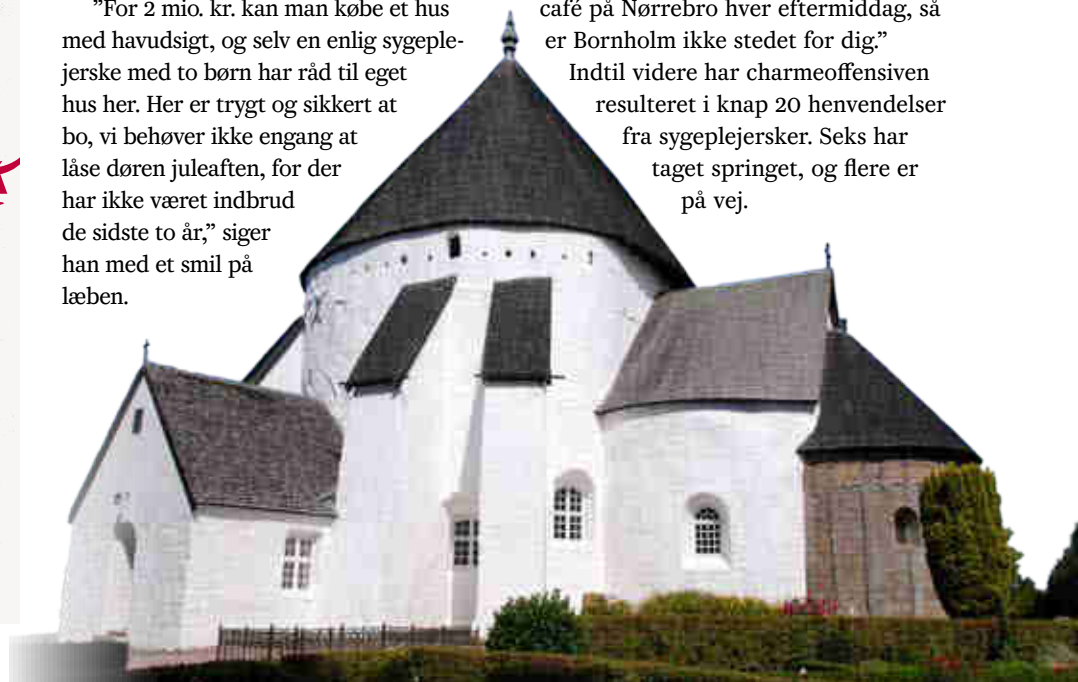 ”For 2 mio. kr. kan man købe et hus
med havudsigt, og selv en enlig sygeple-
jerske med to børn har råd til eget
hus her. Her er trygt og sikkert at
bo, vi behøver ikke engang at
låse døren juleaften, for der
har ikke været indbrud
de sidste to år,” siger
han med et smil på
læben.
café på Nørrebro hver eftermiddag, så
er Bornholm ikke stedet for dig.”
Indtil videre har charmeoffensiven
resulteret i knap 20 henvendelser
fra sygeplejersker. Seks har
taget springet, og flere er
på vej.